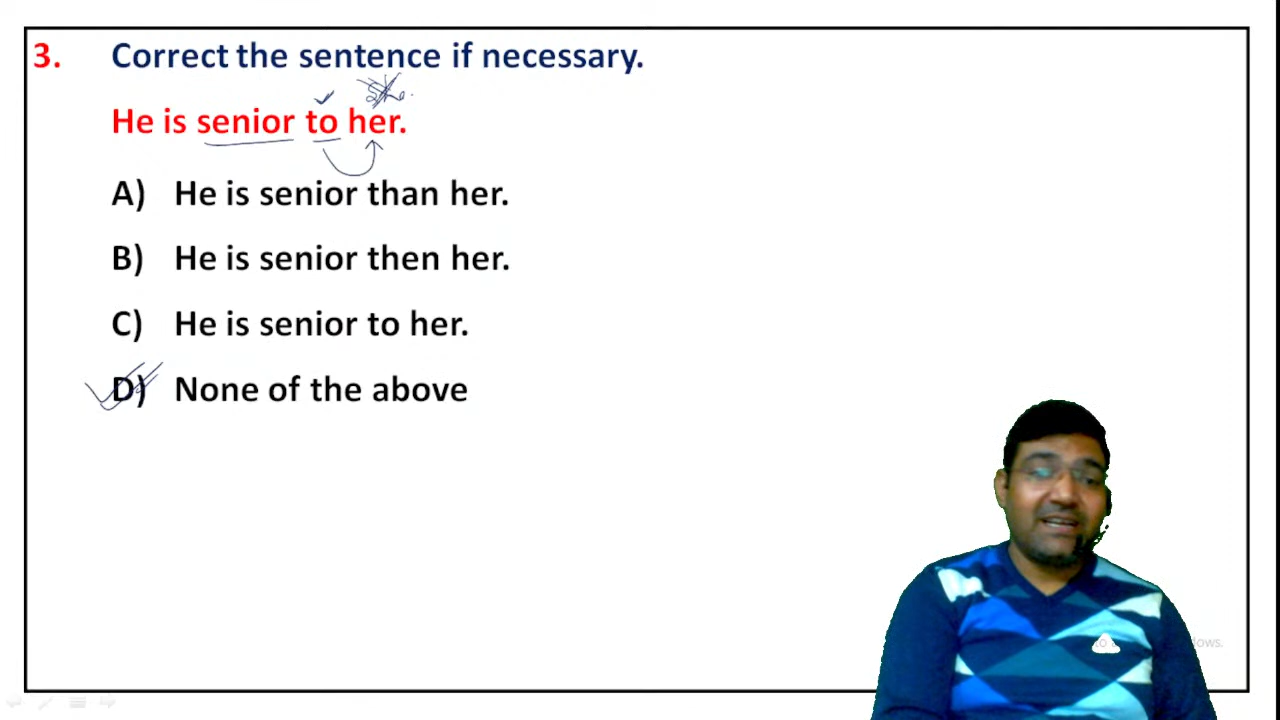 3. Correct the sentence if necessary.
She.
He is senior to her.
A) He is senior than her.
B) He is senior then her.
C) He is senior to her.
D) None of the above